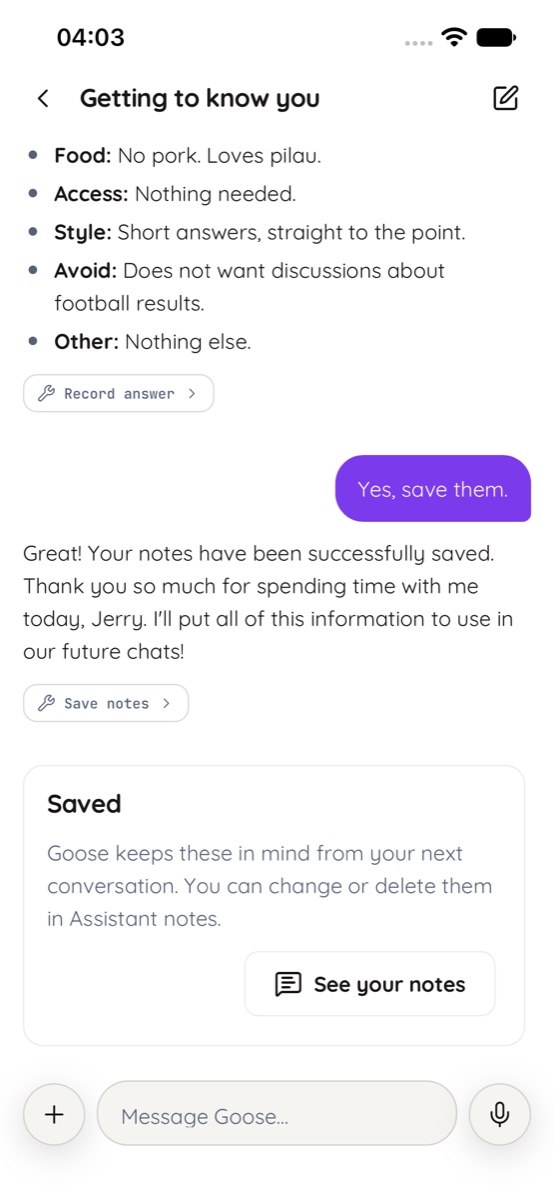 04:03
Getting to know you
Food: No pork. Loves pilau.
Access: Nothing needed.
Style: Short answers, straight to the point.
Avoid: Does not want discussions about
football results.
Other: Nothing else.
Record answer
Yes, save them.
Great! Your notes have been successfully saved.
Thank you so much for spending time with me
today, Jerry. I'll put all of this information to use in
our future chats!
Save notes
Saved
Goose keeps these in mind from your next
conversation. You can change or delete them
in Assistant notes.
See your notes
Message Goose...